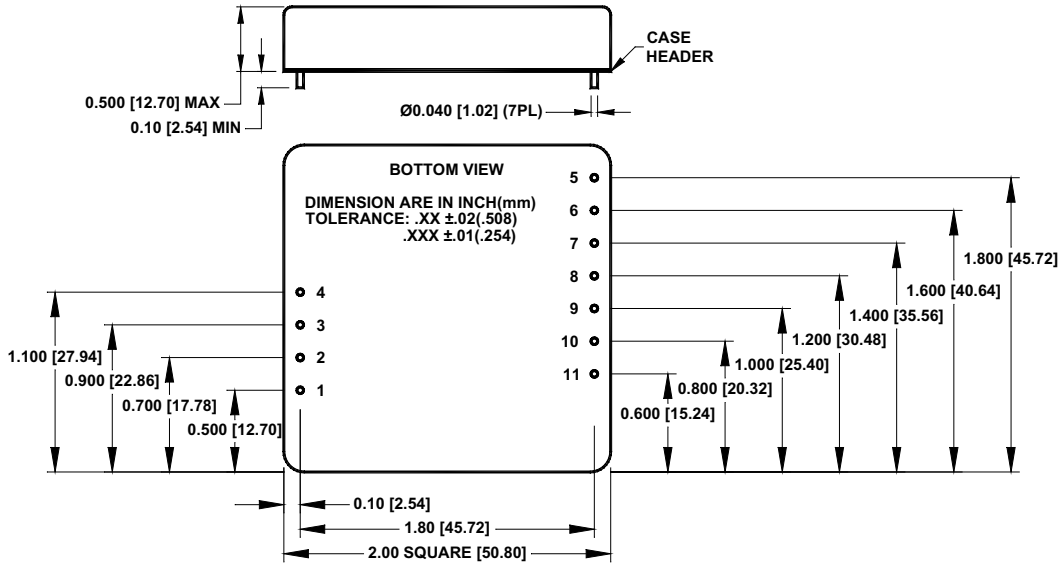 CASE
HEADER
0.500 [12.70] MAX
0.10 [2.54] MIN
Ø0.040 [1.02] (7PL)
BOTTOM VIEW
DIMENSION ARE IN INCH(mm)
TOLERANCE: .XX ±.02(.508)
.XXX ±.01(.254)
5
6
7
8
9
10
11
4
3
2
1
1.100 [27.94]
0.900 [22.86]
0.700 [17.78]
0.500 [12.70]
1.800 [45.72]
1.600 [40.64]
1.400 [35.56]
1.200 [30.48]
1.000 [25.40]
0.800 [20.32]
0.600 [15.24]
0.10 [2.54]
1.80 [45.72]
2.00 SQUARE [50.80]